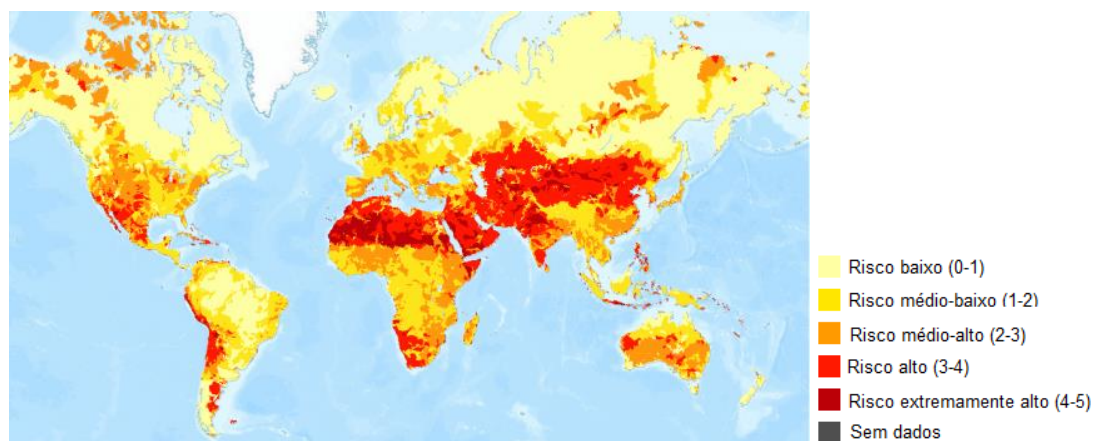 Risco baixo (0-1)
Risco médio-baixo (1-2)
Risco médio-alto (2-3)
Risco alto (3-4)
Risco extremamente alto (4-5)
Sem dados